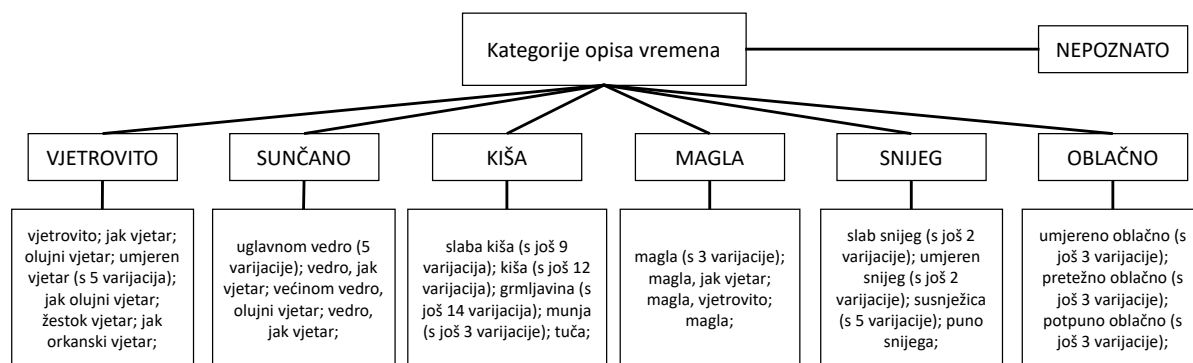 Kategorije opisa vremena
NEPOZNATO
VJETROVITO
SUNČANO
KIŠA
MAGLA
SNIJEG
OBLAČNO
vjetrovito; jak vjetar;
olujni vjetar; umjeren
vjetar (s 5 varijacija);
jak olujni vjetar;
žestok vjetar; jak
orkanski vjetar;
uglavnom vedro (5
varijacije); vedro, jak
vjetar; većinom vedro,
olujni vjetar; vedro,
jak vjetar;
slaba kiša (s još 9
varijacija); kiša (s još 12
varijacija); grmljavina (s
još 14 varijacija); munja
(s još 3 varijacije); tuča;
magla (s 3 varijacije);
magla, jak vjetar;
magla, vjetrovito;
magla;
slab snijeg (s još 2
varijacije); umjeren
snijeg (s još 2
varijacije); susnježica
(s 5 varijacije); puno
snijega;
umjereno oblačno (s
još 3 varijacije);
pretežno oblačno (s
još 3 varijacije);
potpuno oblačno (s
još 3 varijacije);